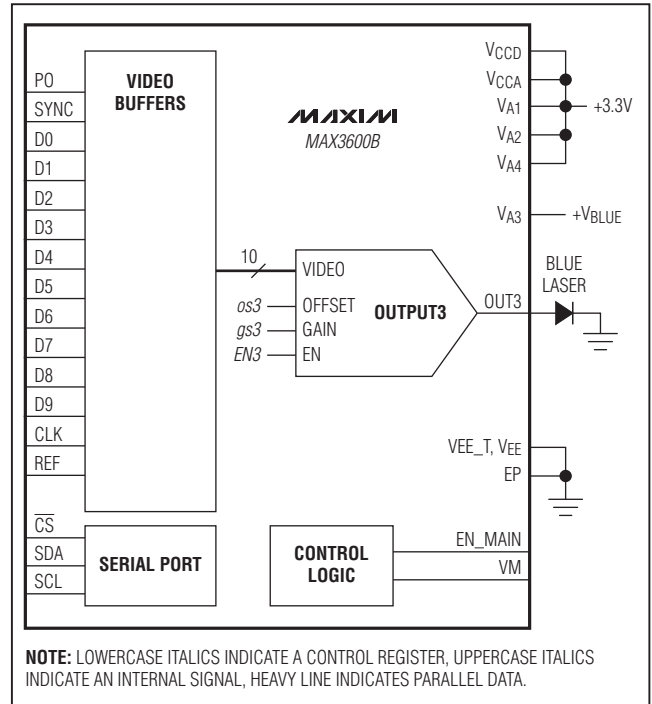 P0
SYNC
D0
D1
D2
D3
D4
D5
D6
D7
D8
D9
CLK
REF
CS
SDA
SCL
VIDEO
BUFFERS
SERIAL PORT
MAXIM
MAX3600B
10
VIDEO
os3
OFFSET
gs3
GAIN
EN3
EN
OUTPUT3
CONTROL
LOGIC
VCCD
VCCA
VA1
+3.3V
VA2
VA4
VA3
+VBLUE
BLUE
LASER
OUT3
VEE_T, VEE
EP
EN_MAIN
VM
NOTE: LOWERCASE ITALICS INDICATE A CONTROL REGISTER, UPPERCASE ITALICS
INDICATE AN INTERNAL SIGNAL, HEAVY LINE INDICATES PARALLEL DATA.